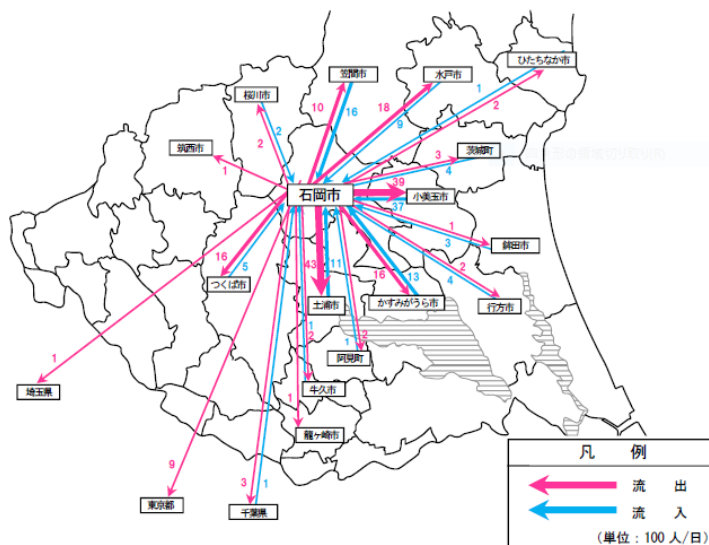 ひたちなか市
笠間市
水戸市
桜川市
1
10
18
2
16
9
2
筑西市
2
茨城町
3
4
1
石岡市
39
小美玉市
37
1
鉾田市
3
16
5
43
11
16
13
2
4
つくば市
土浦市
かすみがうら市
行方市
1
2
1
2
阿見町
1
埼玉県
牛久市
1
龍ヶ崎市
9
3
1
東京都
千葉県
凡 例
流 出
流 入
(単位：100 人/日)